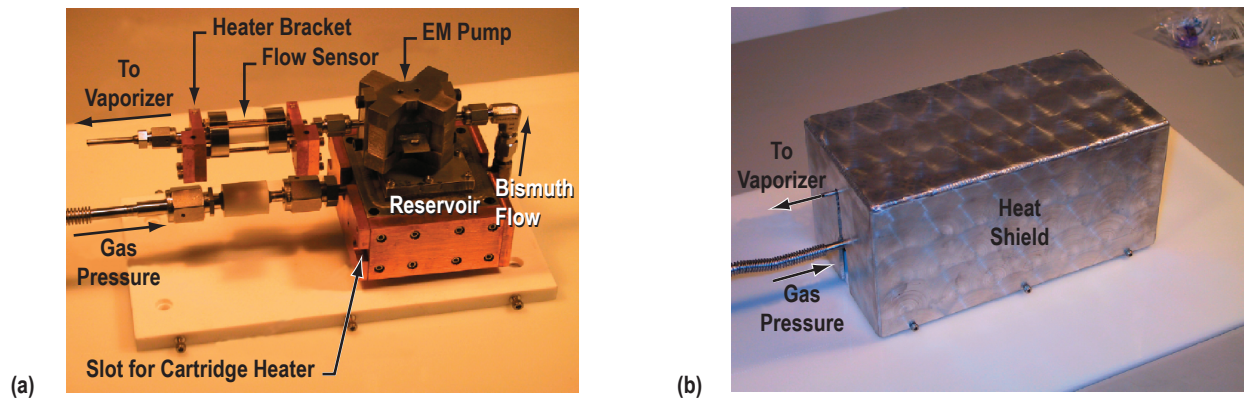 Heater Bracket
Flow Sensor
EM Pump
To
Vaporizer
Reservoir
Bismuth
Flow
Gas
Pressure
Slot for Cartridge Heater
(a)
To
Vaporizer
Heat
Shield
Gas
Pressure
(b)